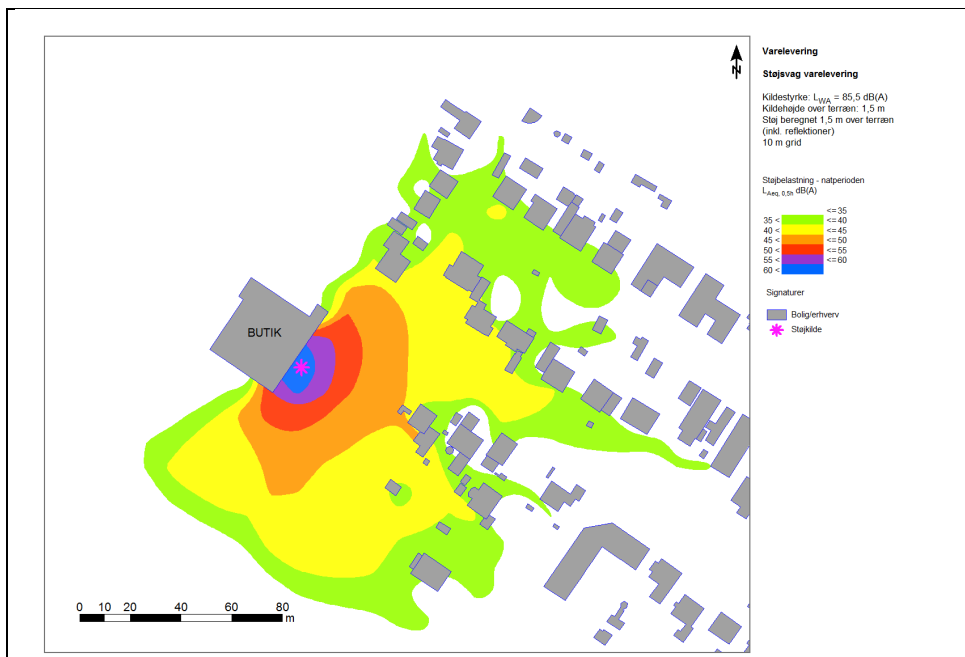 N
Varelevering
Støjsvag varelevering
Kildestyrke: LWA = 85,5 dB(A)
Kildehøjde over terræn: 1,5 m
Støj beregnet 1,5 m over terræn
(inkl. reflektioner)
10 m grid
Støjbelastning - natperioden
LAeq, 0,5h dB(A)
<= 35
35 < <= 40
40 < <= 45
45 < <= 50
50 < <= 55
55 < <= 60
60 <
Signaturer
Bolig/erhverv
Støjkilde
BUTIK
0 10 20 40 60 80
m